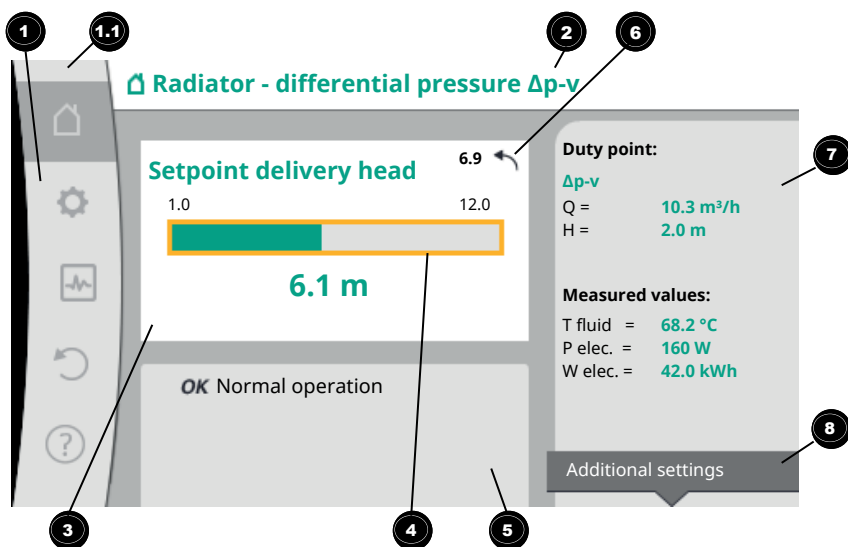 1
1.1
2
6
Radiator - differential pressure Δp-v
Setpoint delivery head
6.9
1.0
12.0
6.1 m
OK Normal operation
Duty point:
Δp-v
Q = 10.3 m³/h
H = 2.0 m
Measured values:
T fluid = 68.2 °C
P elec. = 160 W
W elec. = 42.0 kWh
7
?
Additional settings
8
3
4
5